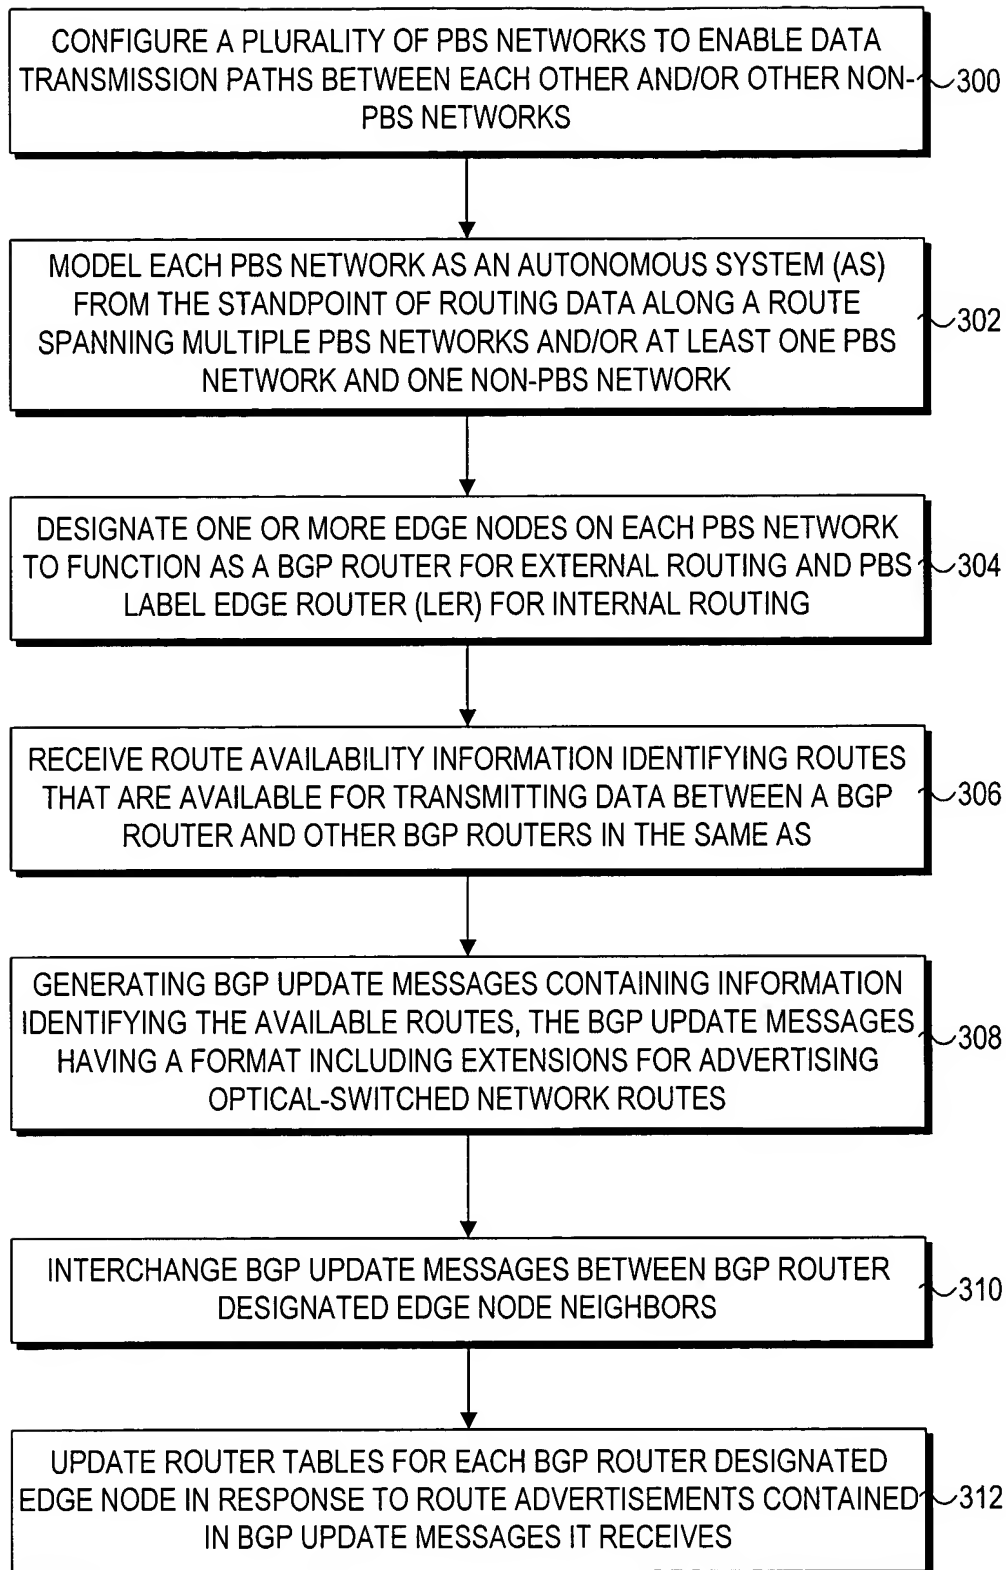 CONFIGURE A PLURALITY OF PBS NETWORKS TO ENABLE DATA
TRANSMISSION PATHS BETWEEN EACH OTHER AND/OR OTHER NON-
PBS NETWORKS
300
MODEL EACH PBS NETWORK AS AN AUTONOMOUS SYSTEM (AS)
FROM THE STANDPOINT OF ROUTING DATA ALONG A ROUTE
SPANNING MULTIPLE PBS NETWORKS AND/OR AT LEAST ONE PBS
NETWORK AND ONE NON-PBS NETWORK
302
DESIGNATE ONE OR MORE EDGE NODES ON EACH PBS NETWORK
TO FUNCTION AS A BGP ROUTER FOR EXTERNAL ROUTING AND PBS
LABEL EDGE ROUTER (LER) FOR INTERNAL ROUTING
304
RECEIVE ROUTE AVAILABILITY INFORMATION IDENTIFYING ROUTES
THAT ARE AVAILABLE FOR TRANSMITTING DATA BETWEEN A BGP
ROUTER AND OTHER BGP ROUTERS IN THE SAME AS
306
GENERATING BGP UPDATE MESSAGES CONTAINING INFORMATION
IDENTIFYING THE AVAILABLE ROUTES, THE BGP UPDATE MESSAGES
HAVING A FORMAT INCLUDING EXTENSIONS FOR ADVERTISING
OPTICAL-SWITCHED NETWORK ROUTES
308
INTERCHANGE BGP UPDATE MESSAGES BETWEEN BGP ROUTER
DESIGNATED EDGE NODE NEIGHBORS
310
UPDATE ROUTER TABLES FOR EACH BGP ROUTER DESIGNATED
EDGE NODE IN RESPONSE TO ROUTE ADVERTISEMENTS CONTAINED
IN BGP UPDATE MESSAGES IT RECEIVES
312